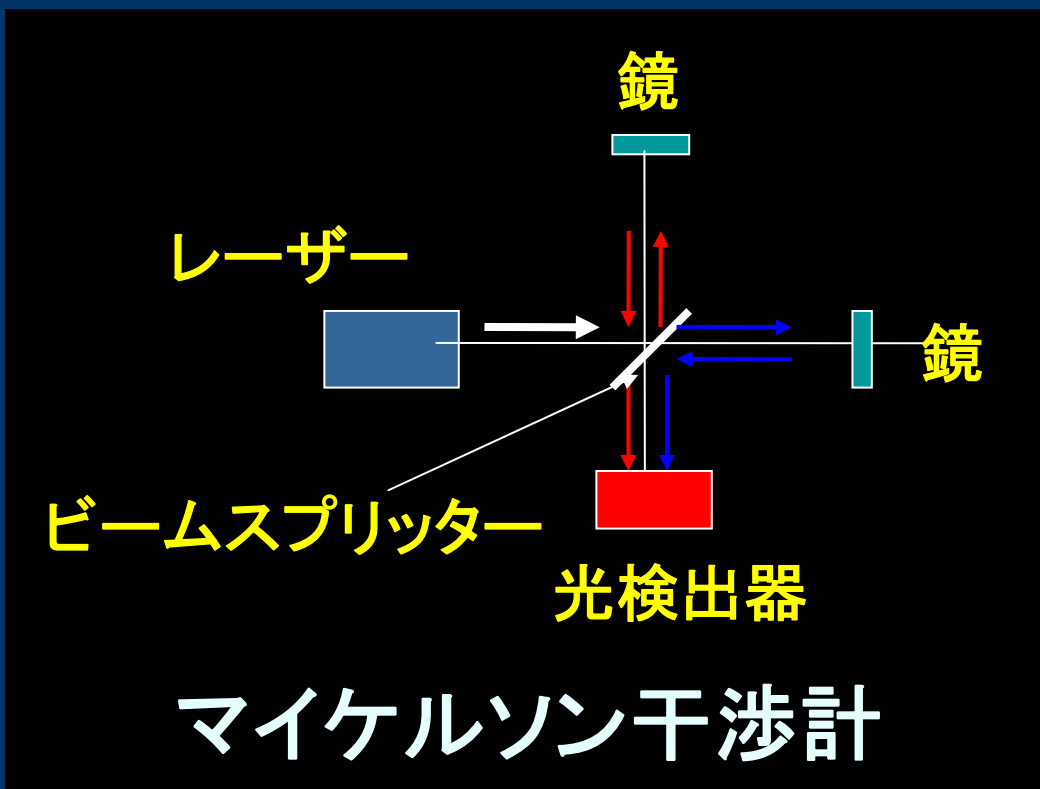 鏡
レーザー
鏡
ビームスプリッター
光検出器
マイケルソン干渉計